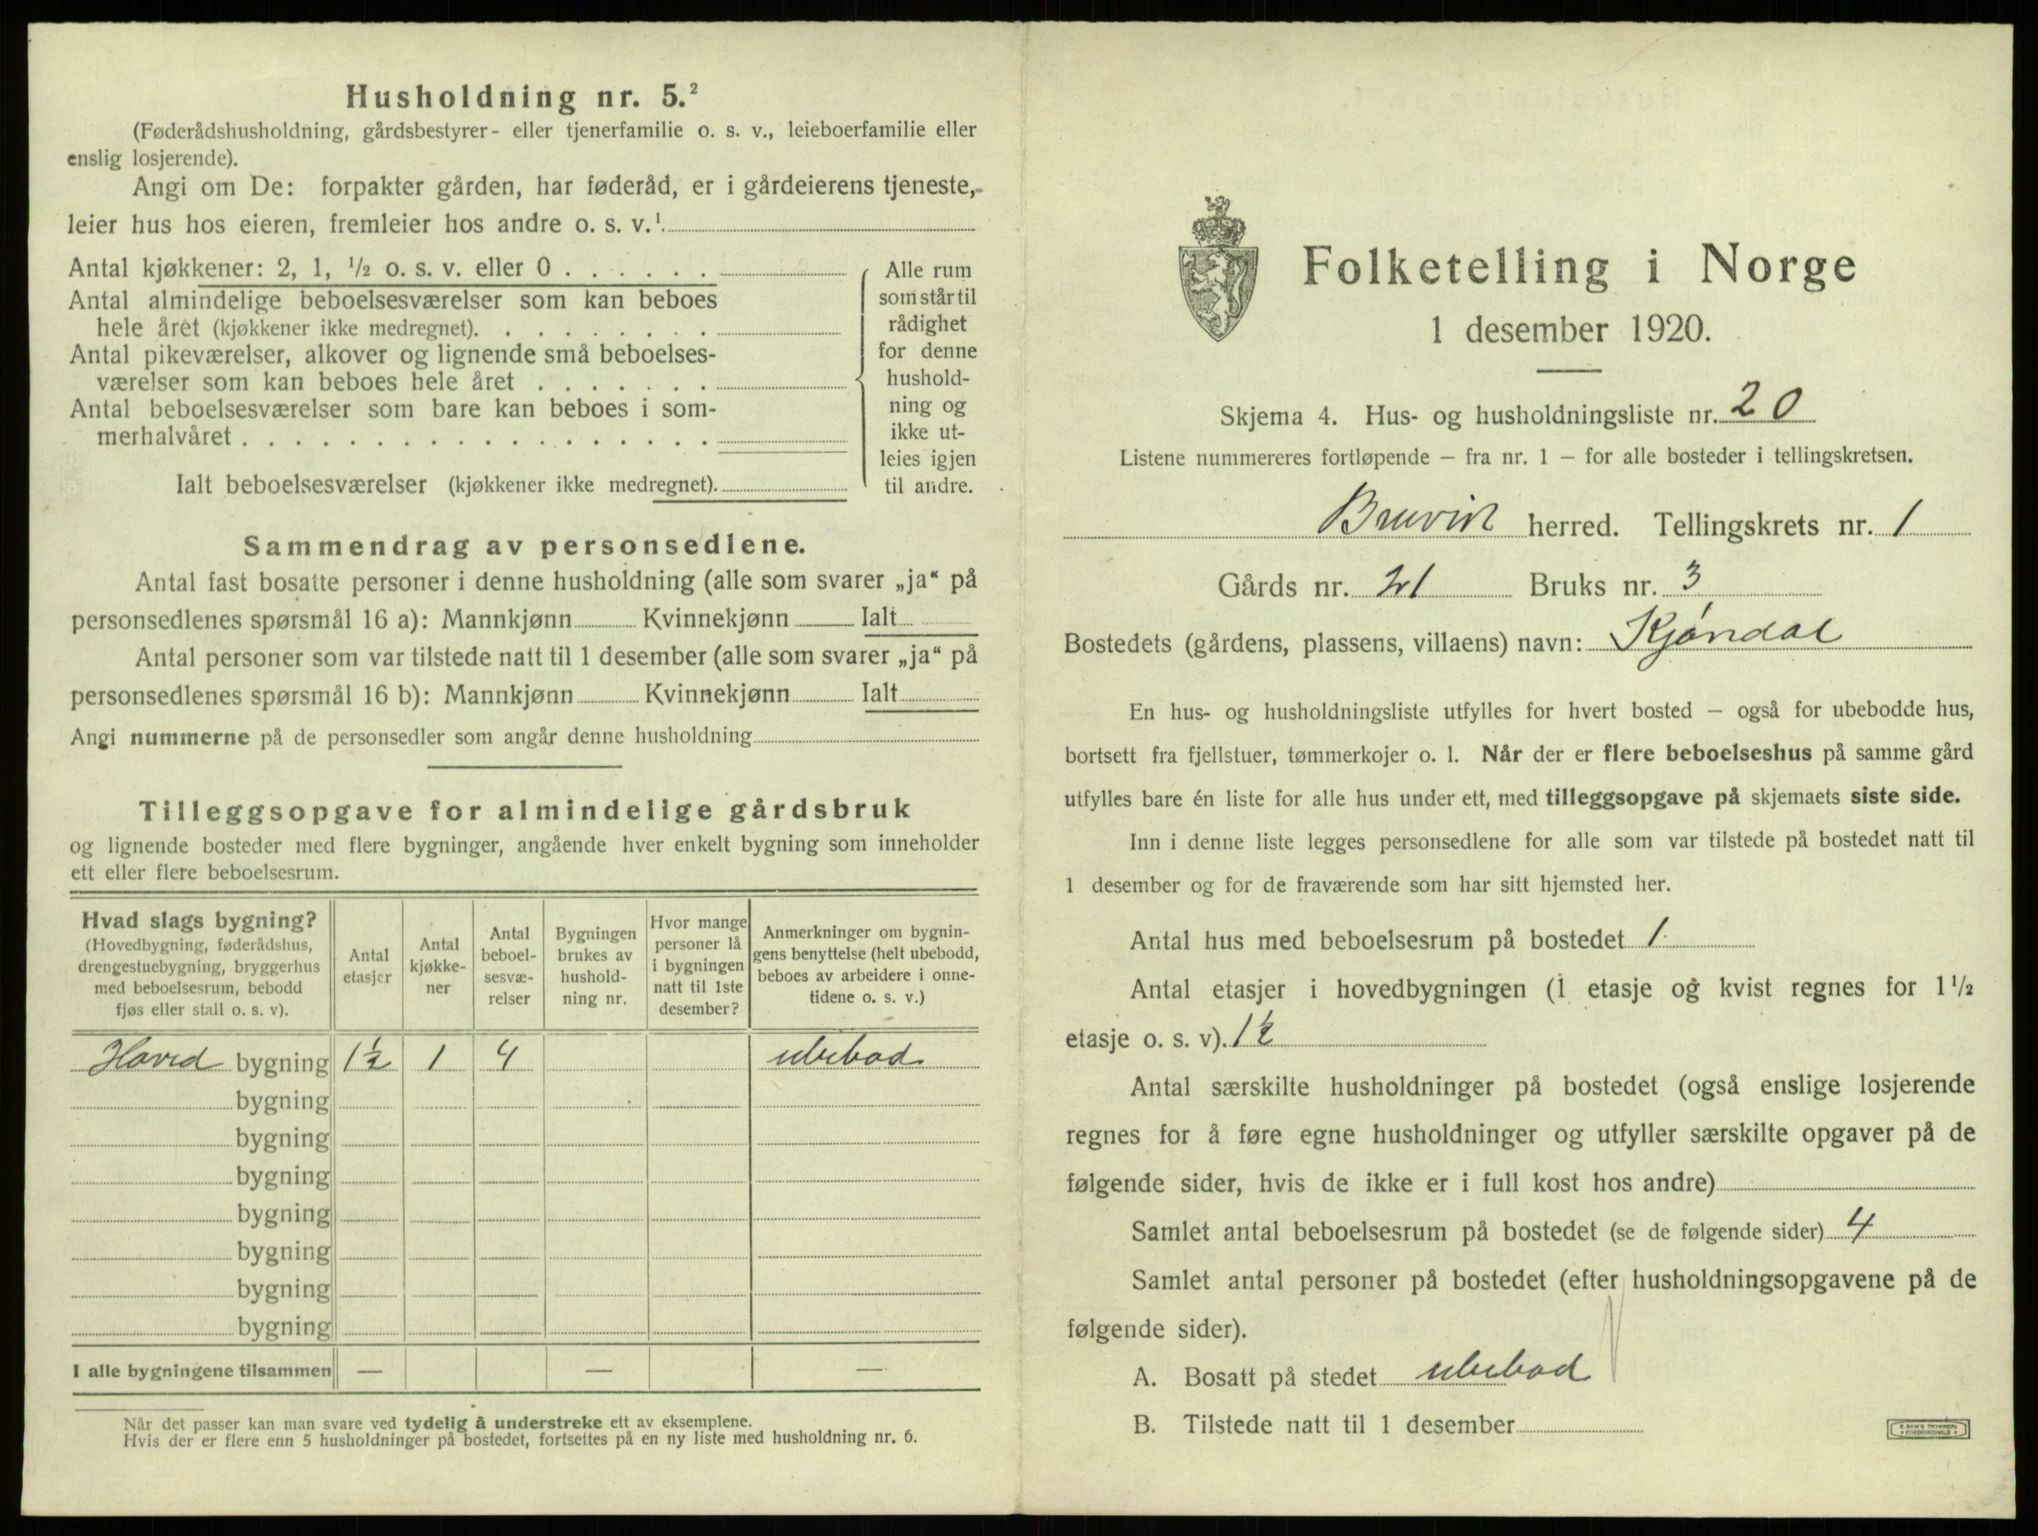 Husholdning nr. 5.²
(Føderådshusholdning, gårdsbestyrer- eller tjenerfamilie o. s. v., leieboerfamilie eller
enslig losjerende).
Angi om De: forpakter gården, har føderåd, er i gårdeierens tjeneste,
leier hus hos eieren, fremleier hos andre o. s. v.¹
Antal kjøkkener: 2, 1, ½ o. s. v. eller 0 . . . . . .
Antal almindelige beboelsesværelser som kan beboes
hele året (kjøkkener ikke medregnet). . . . . . . . .
Antal pikeværelser, alkover og lignende små beboelses-
værelser som kan beboes hele året . . . . . . .
Antal beboelsesværelser som bare kan beboes i som-
merhalvåret . . . . . . . . . . . . . . . . . .
Ialt beboelsesværelser (kjøkkener ikke medregnet).
Alle rum
som står til
rådighet
for denne
hushold-
ning og
ikke ut-
leies igjen
til andre.
Sammendrag av personsedlene.
Antal fast bosatte personer i denne husholdning (alle som svarer „ja“ på
personsedlenes spørsmål 16 a): Mannkjønn Kvinnekjønn Ialt
Antal personer som var tilstede natt til 1 desember (alle som svarer „ja“ på
personsedlenes spørsmål 16 b): Mannkjønn Kvinnekjønn Ialt
Angi nummerne på de personsedler som angår denne husholdning
Tilleggsopgave for almindelige gårdsbruk
og lignende bosteder med flere bygninger, angående hver enkelt bygning som inneholder
ett eller flere beboelsesrum.
Hvad slags bygning?
(Hovedbygning, føderådshus,
drengestuebygning, bryggerhus
med beboelsesrum, bebodd
fjøs eller stall o. s. v).
Antal
etasjer
Antal
kjøkke-
ner
Antal
beboel-
sesvæ-
relser
Bygningen
brukes av
hushold-
ning nr.
Hvor mange
personer lå
i bygningen
natt til 1ste
desember?
Anmerkninger om bygnin-
gens benyttelse (helt ubebodd,
beboes av arbeidere i onne-
tidene o. s. v.)
Hoved bygning 1½ 1 4 ubebod
bygning
bygning
bygning
bygning
bygning
bygning
bygning
I alle bygningene tilsammen — — —
Når det passer kan man svare ved tydelig å understreke ett av eksemplene.
Hvis der er flere enn 5 husholdninger på bostedet, fortsettes på en ny liste med husholdning nr. 6.
Folketelling i Norge
1 desember 1920.
Skjema 4. Hus- og husholdningsliste nr. 20
Listene nummereres fortløpende – fra nr. 1 – for alle bosteder i tellingskretsen.
Bruvik herred. Tellingskrets nr. 1
Gårds nr. 21 Bruks nr. 3
Bostedets (gårdens, plassens, villaens) navn: Kjøndal
En hus- og husholdningsliste utfylles for hvert bosted – også for ubebodde hus,
bortsett fra fjellstuer, tømmerkojer o. l. Når der er flere beboelseshus på samme gård
utfylles bare én liste for alle hus under ett, med tilleggsopgave på skjemaets siste side.
Inn i denne liste legges personsedlene for alle som var tilstede på bostedet natt til
1 desember og for de fraværende som har sitt hjemsted her.
Antal hus med beboelsesrum på bostedet 1
Antal etasjer i hovedbygningen (1 etasje og kvist regnes for 1½
etasje o. s. v). 1½
Antal særskilte husholdninger på bostedet (også enslige losjerende
regnes for å føre egne husholdninger og utfyller særskilte opgaver på de
følgende sider, hvis de ikke er i full kost hos andre)
Samlet antal beboelsesrum på bostedet (se de følgende sider) 4
Samlet antal personer på bostedet (efter husholdningsopgavene på de
følgende sider).
A. Bosatt på stedet ubebod
B. Tilstede natt til 1 desember